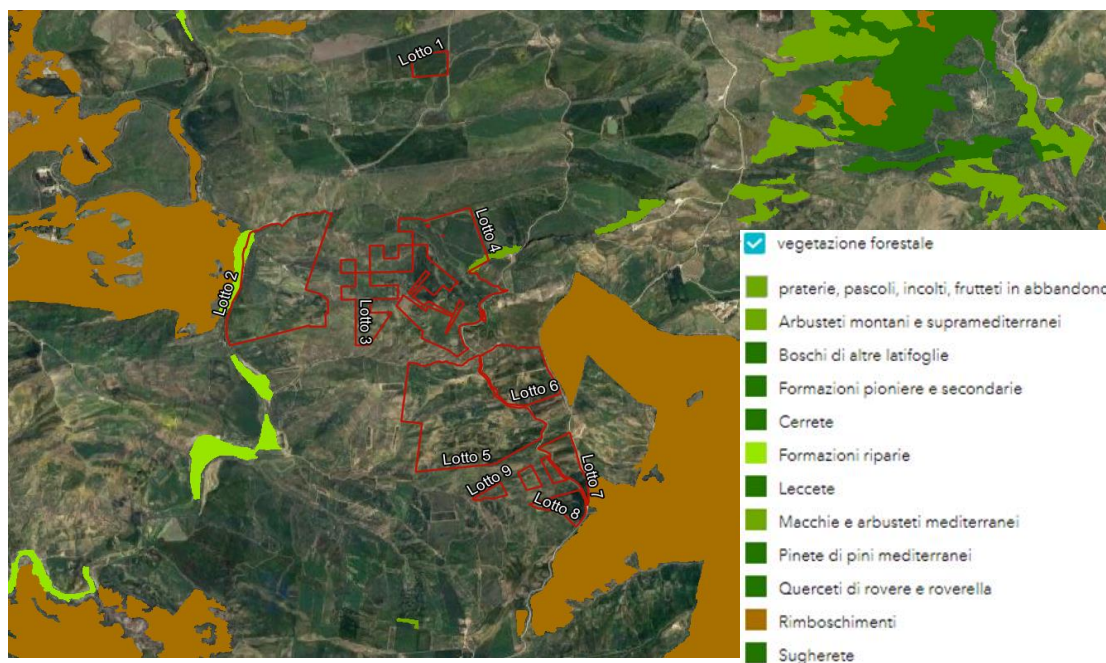 Lotto 1
Lotto 2
Lotto 3
Lotto 4
Lotto 5
Lotto 6
Lotto 7
Lotto 8
Lotto 9
vegetazione forestale
praterie, pascoli, incolti, frutteti in abbandono
Arbusteti montani e supramediterranei
Boschi di altre latifoglie
Formazioni pioniere e secondarie
Cerrete
Formazioni riparie
Leccete
Macchie e arbusteti mediterranei
Pinete di pini mediterranei
Querceti di rovere e roverella
Rimboschimenti
Sugherete